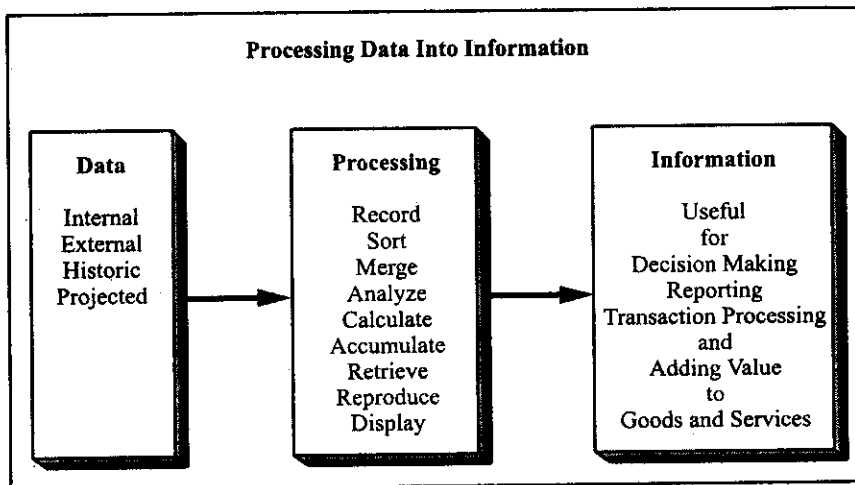 Processing Data Into Information
Data
Internal
External
Historic
Projected
Processing
Record
Sort
Merge
Analyze
Calculate
Accumulate
Retrieve
Reproduce
Display
Information
Useful
for
Decision Making
Reporting
Transaction Processing
and
Adding Value
to
Goods and Services